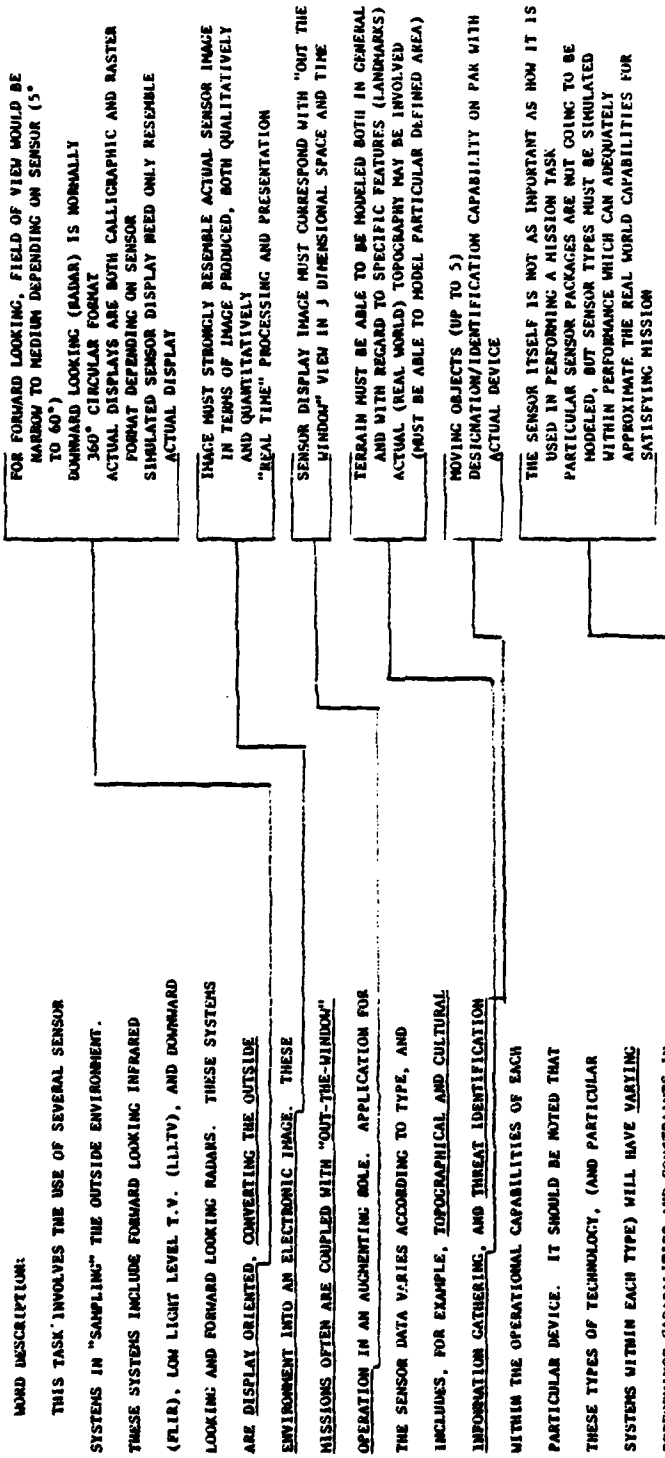 WORD DESCRIPTION:
THIS TASK INVOLVES THE USE OF SEVERAL SENSOR
SYSTEMS IN "SAMPLING" THE OUTSIDE ENVIRONMENT.
THESE SYSTEMS INCLUDE FORWARD LOOKING INFRARED
(FLIR), LOW LIGHT LEVEL T.V. (LLLTV), AND DOWNWARD
LOOKING AND FORWARD LOOKING RADARS. THESE SYSTEMS
ARE DISPLAY ORIENTED, CONVERTING THE OUTSIDE
ENVIRONMENT INTO AN ELECTRONIC IMAGE. THESE
MISSIONS OFTEN ARE COUPLED WITH "OUT-THE-WINDOW"
OPERATION IN AN AUGMENTING ROLE. APPLICATION FOR
THE SENSOR DATA VARIES ACCORDING TO TYPE, AND
INCLUDES, FOR EXAMPLE, TOPOGRAPHICAL AND CULTURAL
INFORMATION GATHERING, AND THREAT IDENTIFICATION
WITHIN THE OPERATIONAL CAPABILITIES OF EACH
PARTICULAR DEVICE. IT SHOULD BE NOTED THAT
THESE TYPES OF TECHNOLOGY, (AND PARTICULAR
SYSTEMS WITHIN EACH TYPE) WILL HAVE VARYING
FOR FORWARD LOOKING, FIELD OF VIEW WOULD BE
NARROW TO MEDIUM DEPENDING ON SENSOR (5°
TO 60°)
DOWNWARD LOOKING (RADAR) IS NORMALLY
360° CIRCULAR FORMAT
ACTUAL DISPLAYS ARE BOTH CALLIGRAPHIC AND RASTER
FORMAT DEPENDING ON SENSOR
SIMULATED SENSOR DISPLAY NEED ONLY RESEMBLE
ACTUAL DISPLAY
IMAGE MUST STRONGLY RESEMBLE ACTUAL SENSOR IMAGE
IN TERMS OF IMAGE PRODUCED, BOTH QUALITATIVELY
AND QUANTITATIVELY
"REAL TIME" PROCESSING AND PRESENTATION
SENSOR DISPLAY IMAGE MUST CORRESPOND WITH "OUT THE
WINDOW" VIEW IN 3 DIMENSIONAL SPACE AND TIME
TERRAIN MUST BE ABLE TO BE MODELED BOTH IN GENERAL
AND WITH REGARD TO SPECIFIC FEATURES (LANDMARKS)
ACTUAL (REAL WORLD) TOPOGRAPHY MAY BE INVOLVED
(MUST BE ABLE TO MODEL PARTICULAR DEFINED AREA)
MOVING OBJECTS (UP TO 5)
DESIGNATION/IDENTIFICATION CAPABILITY ON PAR WITH
ACTUAL DEVICE
THE SENSOR ITSELF IS NOT AS IMPORTANT AS HOW IT IS
USED IN PERFORMING A MISSION TASK
PARTICULAR SENSOR PACKAGES ARE NOT GOING TO BE
MODELED, BUT SENSOR TYPES MUST BE SIMULATED
WITHIN PERFORMANCE WHICH CAN ADEQUATELY
APPROXIMATE THE REAL WORLD CAPABILITIES FOR
SATISFYING MISSION